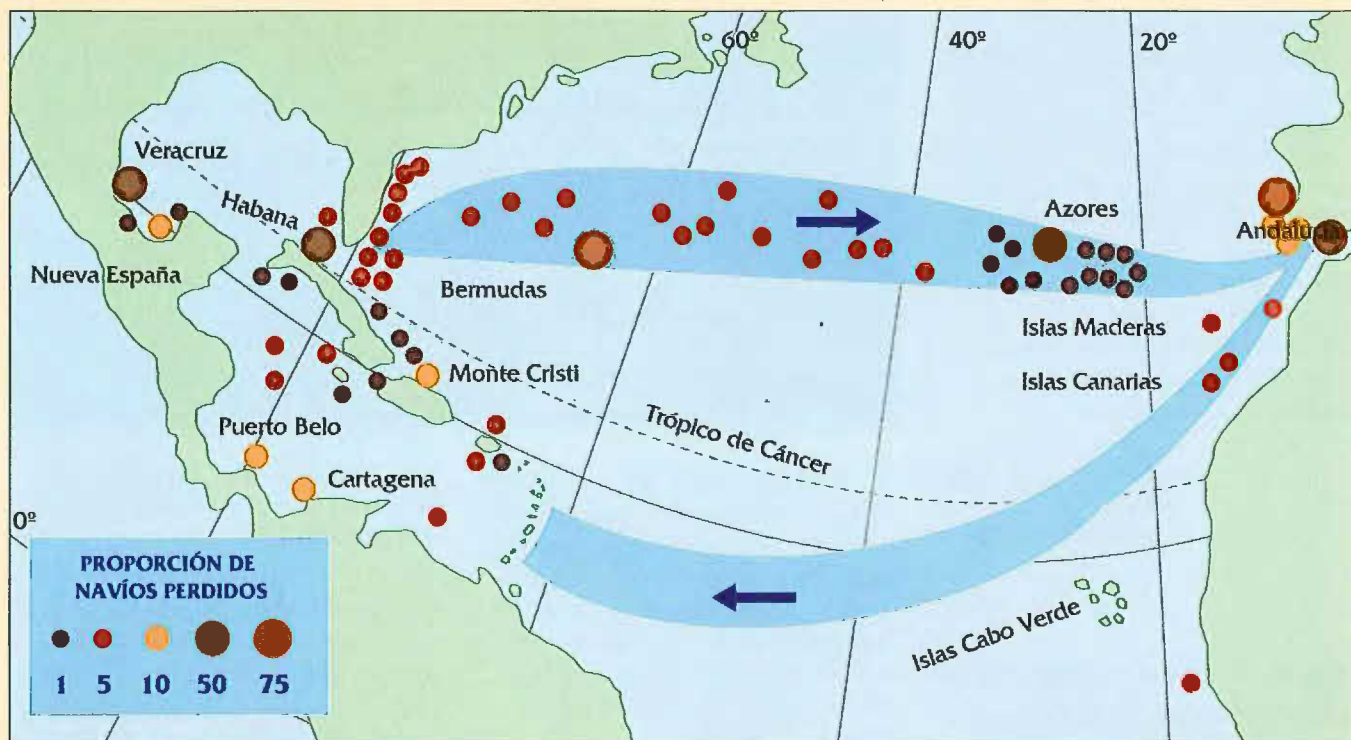 60º
40º
20º
Veracruz
Habana
Azores
Andalucía
Nueva España
Bermudas
Islas Maderas
Monte Cristi
Islas Canarias
Puerto Belo
Trópico de Cáncer
Cartagena
0º
PROPORCIÓN DE
NAVÍOS PERDIDOS
1 5 10 50 75
Islas Cabo Verde